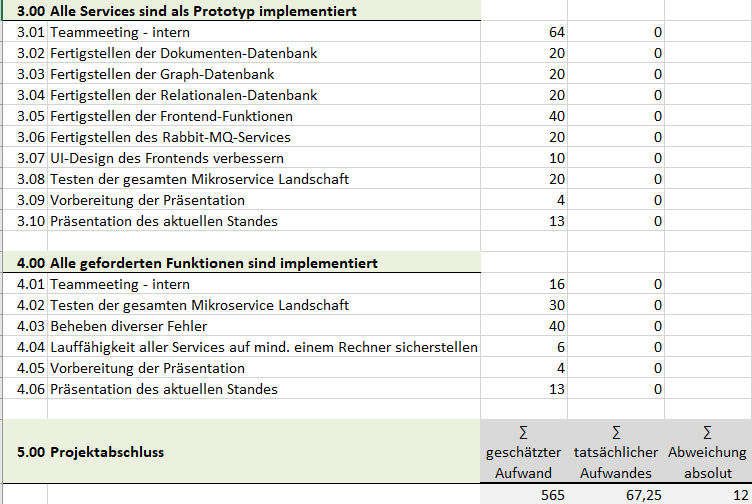 3.00 Alle Services sind als Prototyp implementiert
3.01 Teammeeting - intern 64 0
3.02 Fertigstellen der Dokumenten-Datenbank 20 0
3.03 Fertigstellen der Graph-Datenbank 20 0
3.04 Fertigstellen der Relationalen-Datenbank 20 0
3.05 Fertigstellen der Frontend-Funktionen 40 0
3.06 Fertigstellen des Rabbit-MQ-Services 20 0
3.07 UI-Design des Frontends verbessern 10 0
3.08 Testen der gesamten Mikroservice Landschaft 20 0
3.09 Vorbereitung der Präsentation 4 0
3.10 Präsentation des aktuellen Standes 13 0
4.00 Alle geforderten Funktionen sind implementiert
4.01 Teammeeting - intern 16 0
4.02 Testen der gesamten Mikroservice Landschaft 30 0
4.03 Beheben diverser Fehler 40 0
4.04 Lauffähigkeit aller Services auf mind. einem Rechner sicherstellen 6 0
4.05 Vorbereitung der Präsentation 4 0
4.06 Präsentation des aktuellen Standes 13 0
∑ ∑ ∑
5.00 Projektabschluss geschätzter tatsächlicher Abweichung
Aufwand Aufwandes absolut
565 67,25 12